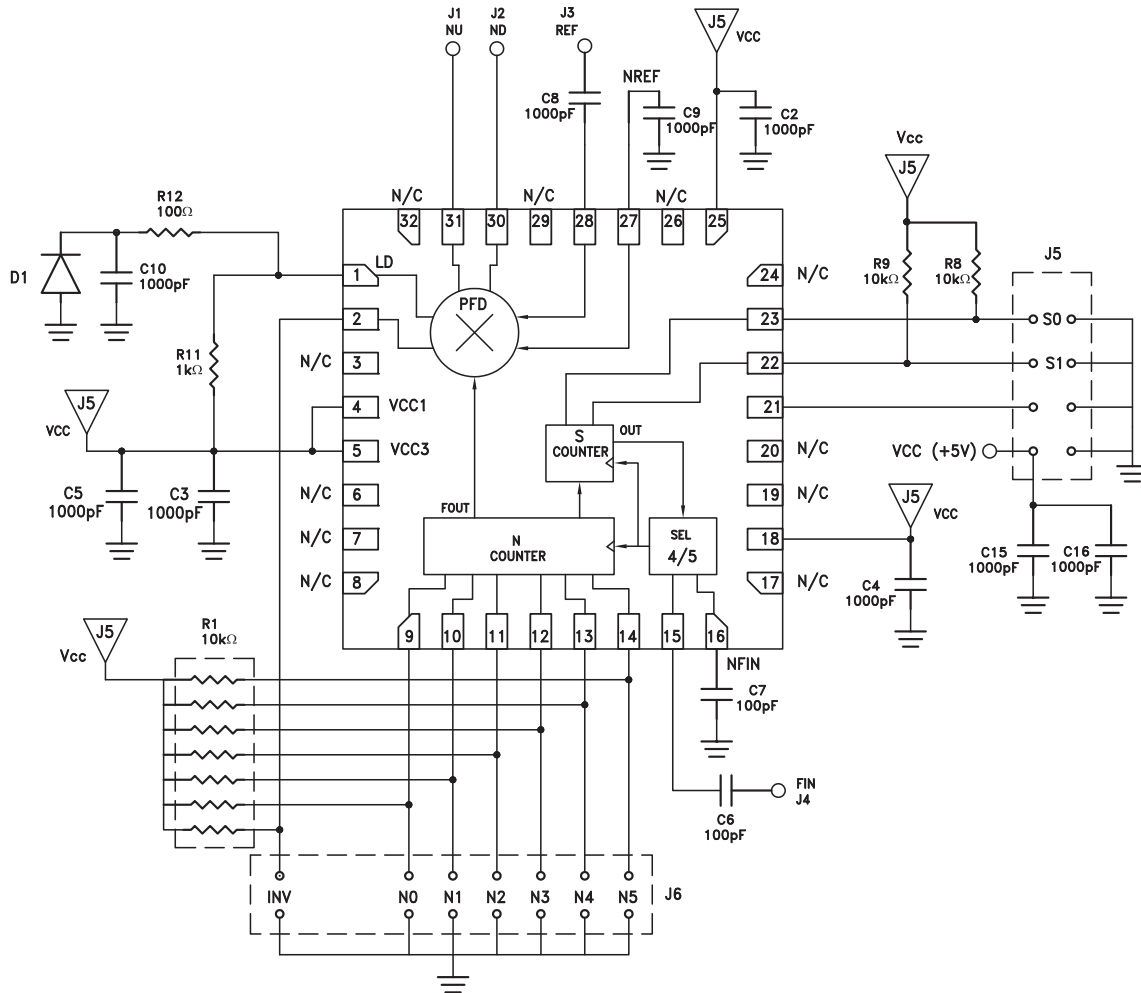 J1
NU
J2
ND
J3
REF
J5
VCC
C8
1000pF
NREF
C9
1000pF
C2
1000pF
Vcc
J5
R12
100Ω
N/C
N/C
N/C
32
31
30
29
28
27
26
25
D1
C10
1000pF
1
LD
PFD
24
N/C
R9
10kΩ
R8
10kΩ
J5
2
23
S0
R11
1kΩ
N/C
3
22
S1
J5
VCC
4
VCC1
21
5
VCC3
S
COUNTER
OUT
20
N/C
VCC (+5V)
C5
1000pF
C3
1000pF
N/C
6
19
N/C
J5
VCC
FOUT
N/C
7
N
COUNTER
SEL
4/5
18
C15
1000pF
C16
1000pF
N/C
8
17
N/C
C4
1000pF
9
10
11
12
13
14
15
16
J5
Vcc
R1
10kΩ
NFIN
C7
100pF
FIN
J4
C6
100pF
INV
N0
N1
N2
N3
N4
N5
J6